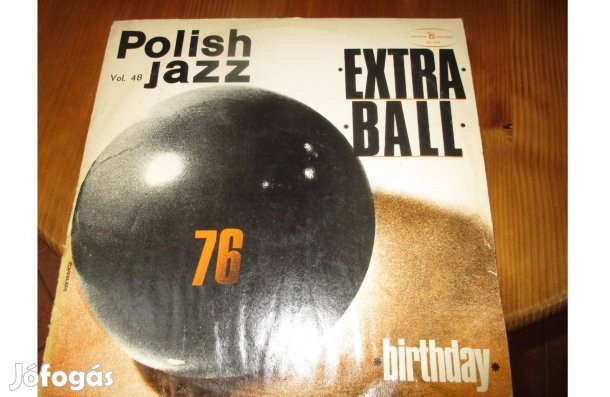 Polish
Vol. 48 jazz
•EXTRA•
•BALL•
76
*birthday*
Jófogás